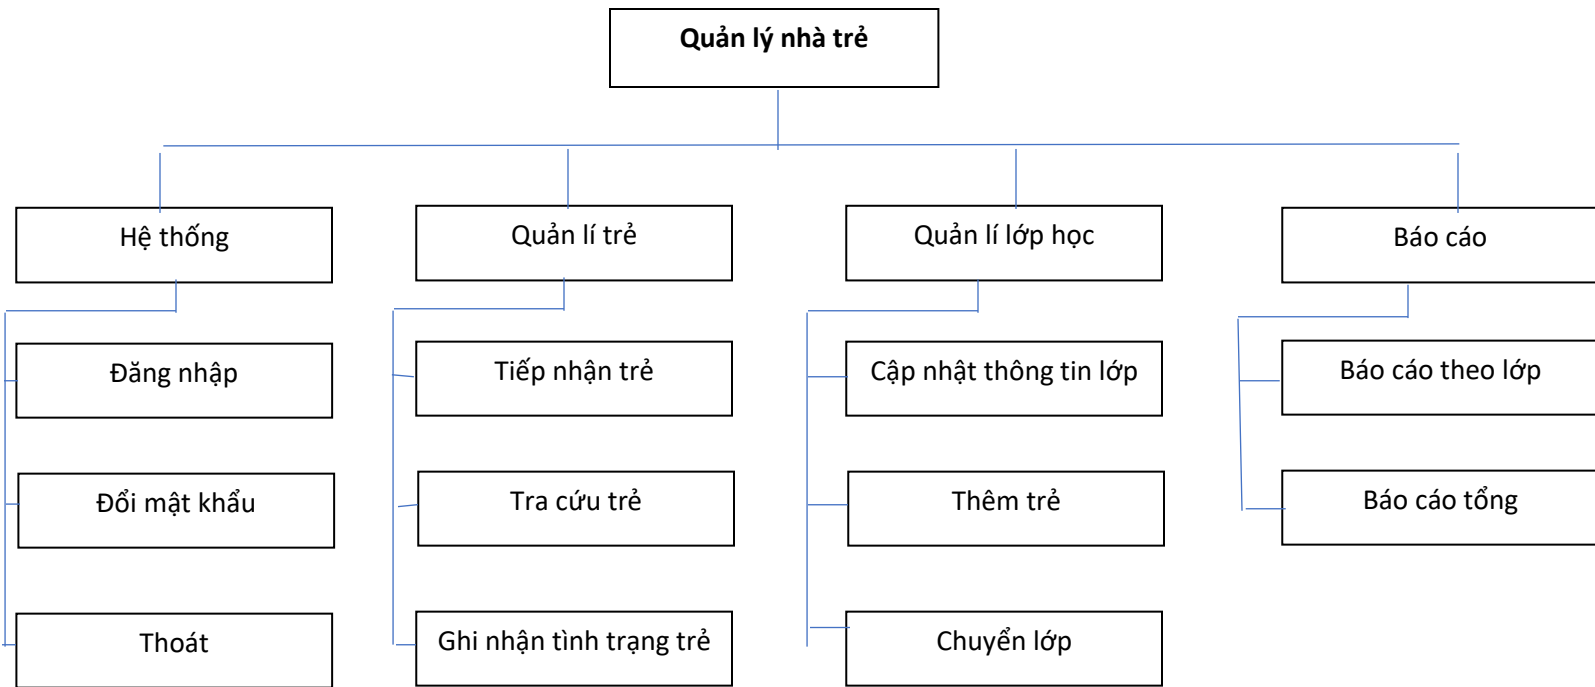 Quản lý nhà trẻ
Hệ thống
Quản lí trẻ
Quản lí lớp học
Báo cáo
Đăng nhập
Tiếp nhận trẻ
Cập nhật thông tin lớp
Báo cáo theo lớp
Đổi mật khẩu
Tra cứu trẻ
Thêm trẻ
Báo cáo tổng
Thoát
Ghi nhận tình trạng trẻ
Chuyển lớp